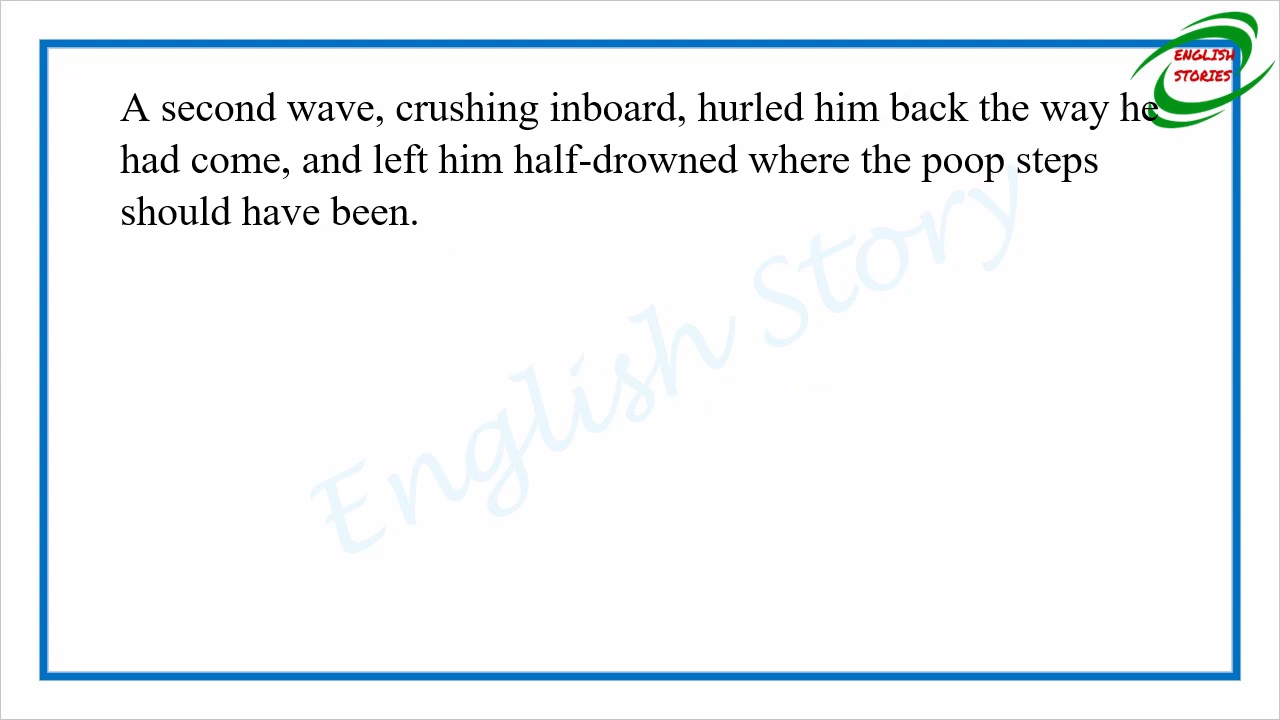 ENGLISH
STORIES
A second wave, crushing inboard, hurled him back the way he
had come, and left him half-drowned where the poop steps
should have been.
English Story